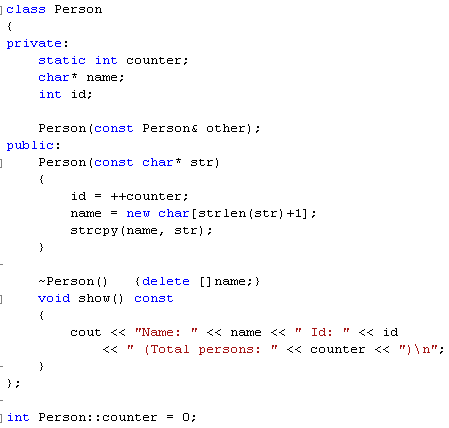 class Person
{
private:
    static int counter;
    char* name;
    int id;

    Person(const Person& other);
public:
    Person(const char* str)
    {
        id = ++counter;
        name = new char[strlen(str)+1];
        strcpy(name, str);
    }

    ~Person()   {delete []name;}
    void show() const
    {
        cout << "Name: " << name << " Id: " << id
            << " (Total persons: " << counter << ")\n";
    }
};

int Person::counter = 0;